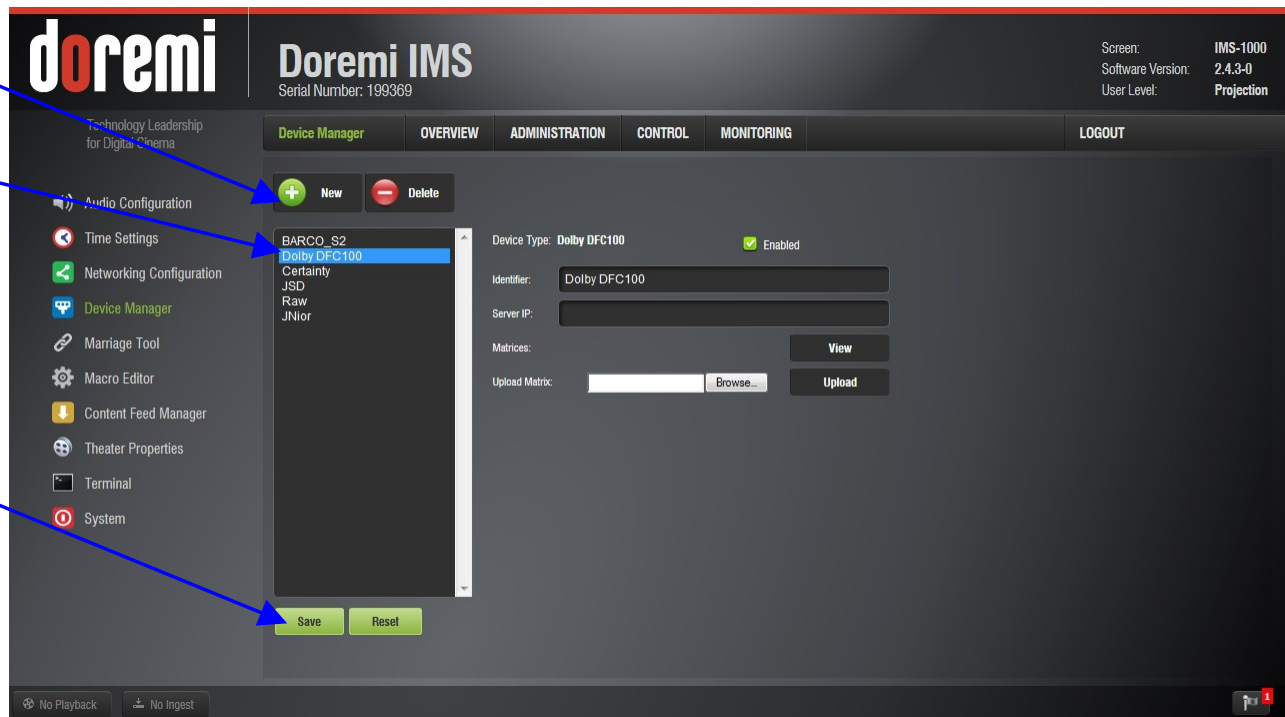 doremi
Technology Leadership
for Digital Cinema
Doremi IMS
Serial Number: 199369
Screen: IMS-1000
Software Version: 2.4.3-0
User Level: Projection
Device Manager OVERVIEW ADMINISTRATION CONTROL MONITORING LOGOUT
Audio Configuration
Time Settings
Networking Configuration
Device Manager
Marriage Tool
Macro Editor
Content Feed Manager
Theater Properties
Terminal
System
New Delete
BARCO_S2
Dolby DFC100
Certainty
JSD
Raw
JNior
Device Type: Dolby DFC100 Enabled
Identifier: Dolby DFC100
Server IP:
Matrices: View
Upload Matrix: Browse... Upload
Save Reset
No Playback No Ingest
1